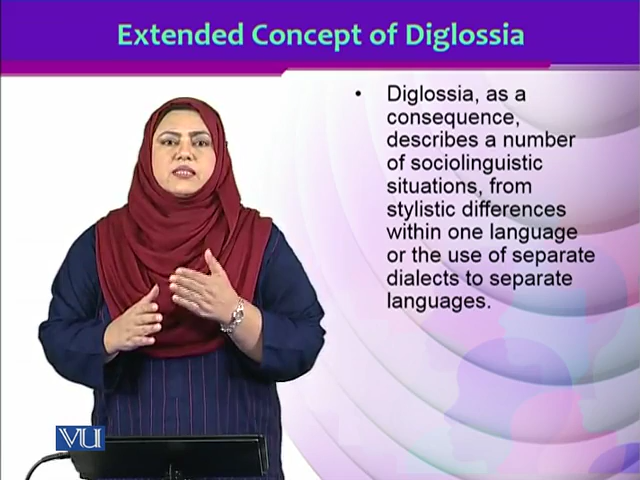 Extended Concept of Diglossia
• Diglossia, as a
consequence,
describes a number
of sociolinguistic
situations, from
stylistic differences
within one language
or the use of separate
dialects to separate
languages.
VU